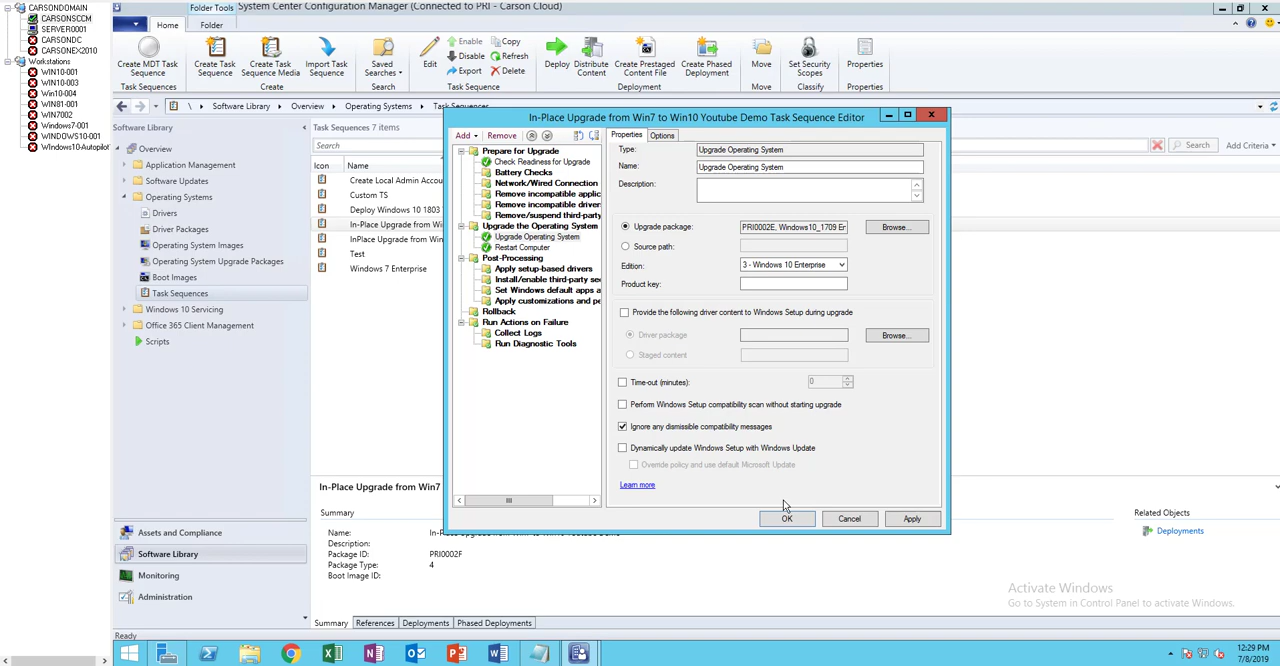 CARSONDOMAIN
CARSONSCCM
SERVER0001
CARSONDC
CARSONEX2010
Workstations
WIN10-001
WIN10-003
Win10-004
WIN81-001
WIN7002
Windows7-001
WINDOWS10-001
Windows10-Autopilot
Folder Tools
System Center Configuration Manager (Connected to PRI - Carson Cloud)
Home
Folder
Create MDT Task Sequence
Task Sequences
Create Task Sequence
Create Task Sequence Media
Import Task Sequence
Create
Saved Searches
Search
Edit
Enable
Disable
Export
Copy
Refresh
Delete
Task Sequence
Deploy
Distribute Content
Create Prestaged Content File
Create Phased Deployment
Deployment
Move
Move
Set Security Scopes
Classify
Properties
Properties
\ Software Library Overview Operating Systems Task Sequences
Software Library
Overview
Application Management
Software Updates
Operating Systems
Drivers
Driver Packages
Operating System Images
Operating System Upgrade Packages
Boot Images
Task Sequences
Windows 10 Servicing
Office 365 Client Management
Scripts
Assets and Compliance
Software Library
Monitoring
Administration
Task Sequences 7 items
Search
Search
Add Criteria
Icon Name
Create Local Admin Accou
Custom TS
Deploy Windows 10 1803
In-Place Upgrade from Wi
InPlace Upgrade from Win
Test
Windows 7 Enterprise
In-Place Upgrade from Win7 to Win10 Youtube Demo Task Sequence Editor
Add
Remove
Prepare for Upgrade
Check Readiness for Upgrade
Battery Checks
Network/Wired Connection
Remove incompatible applic
Remove incompatible driver
Remove/suspend third-party
Upgrade the Operating System
Upgrade Operating System
Restart Computer
Post-Processing
Apply setup-based drivers
Install/enable third-party se
Set Windows default apps a
Apply customizations and pe
Rollback
Run Actions on Failure
Collect Logs
Run Diagnostic Tools
Properties
Options
Type: Upgrade Operating System
Name: Upgrade Operating System
Description:
Upgrade package: PRI0002E, Windows10_1709 En Browse...
Source path:
Edition: 3 - Windows 10 Enterprise
Product key:
Provide the following driver content to Windows Setup during upgrade
Driver package Browse...
Staged content
Time-out (minutes): 0
Perform Windows Setup compatibility scan without starting upgrade
Ignore any dismissible compatibility messages
Dynamically update Windows Setup with Windows Update
Override policy and use default Microsoft Update
Learn more
OK
Cancel
Apply
In-Place Upgrade from Win7
Summary
Name:
Description:
Package ID: PRI0002F
Package Type: 4
Boot Image ID:
Related Objects
Deployments
Activate Windows
Go to System in Control Panel to activate Windows.
Summary References Deployments Phased Deployments
Ready
12:29 PM
7/8/2019